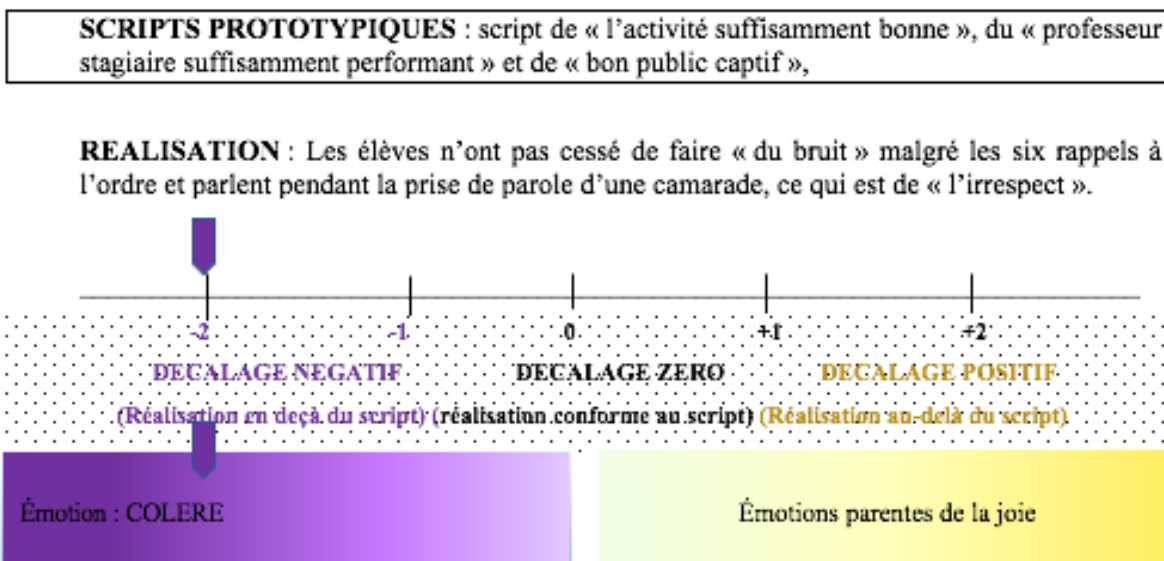 SCRIPTS PROTOTYPIQUES : script de « l’activité suffisamment bonne », du « professeur
stagiaire suffisamment performant » et de « bon public captif »,
REALISATION : Les élèves n’ont pas cessé de faire « du bruit » malgré les six rappels à
l’ordre et parlent pendant la prise de parole d’une camarade, ce qui est de « l’irrespect ».
-2 -1 0 +1 +2
DECALAGE NEGATIF DECALAGE ZERO DECALAGE POSITIF
(Réalisation en deçà du script) (réalisation conforme au script) (Réalisation au-delà du script)
Émotion : COLERE Émotions parentes de la joie